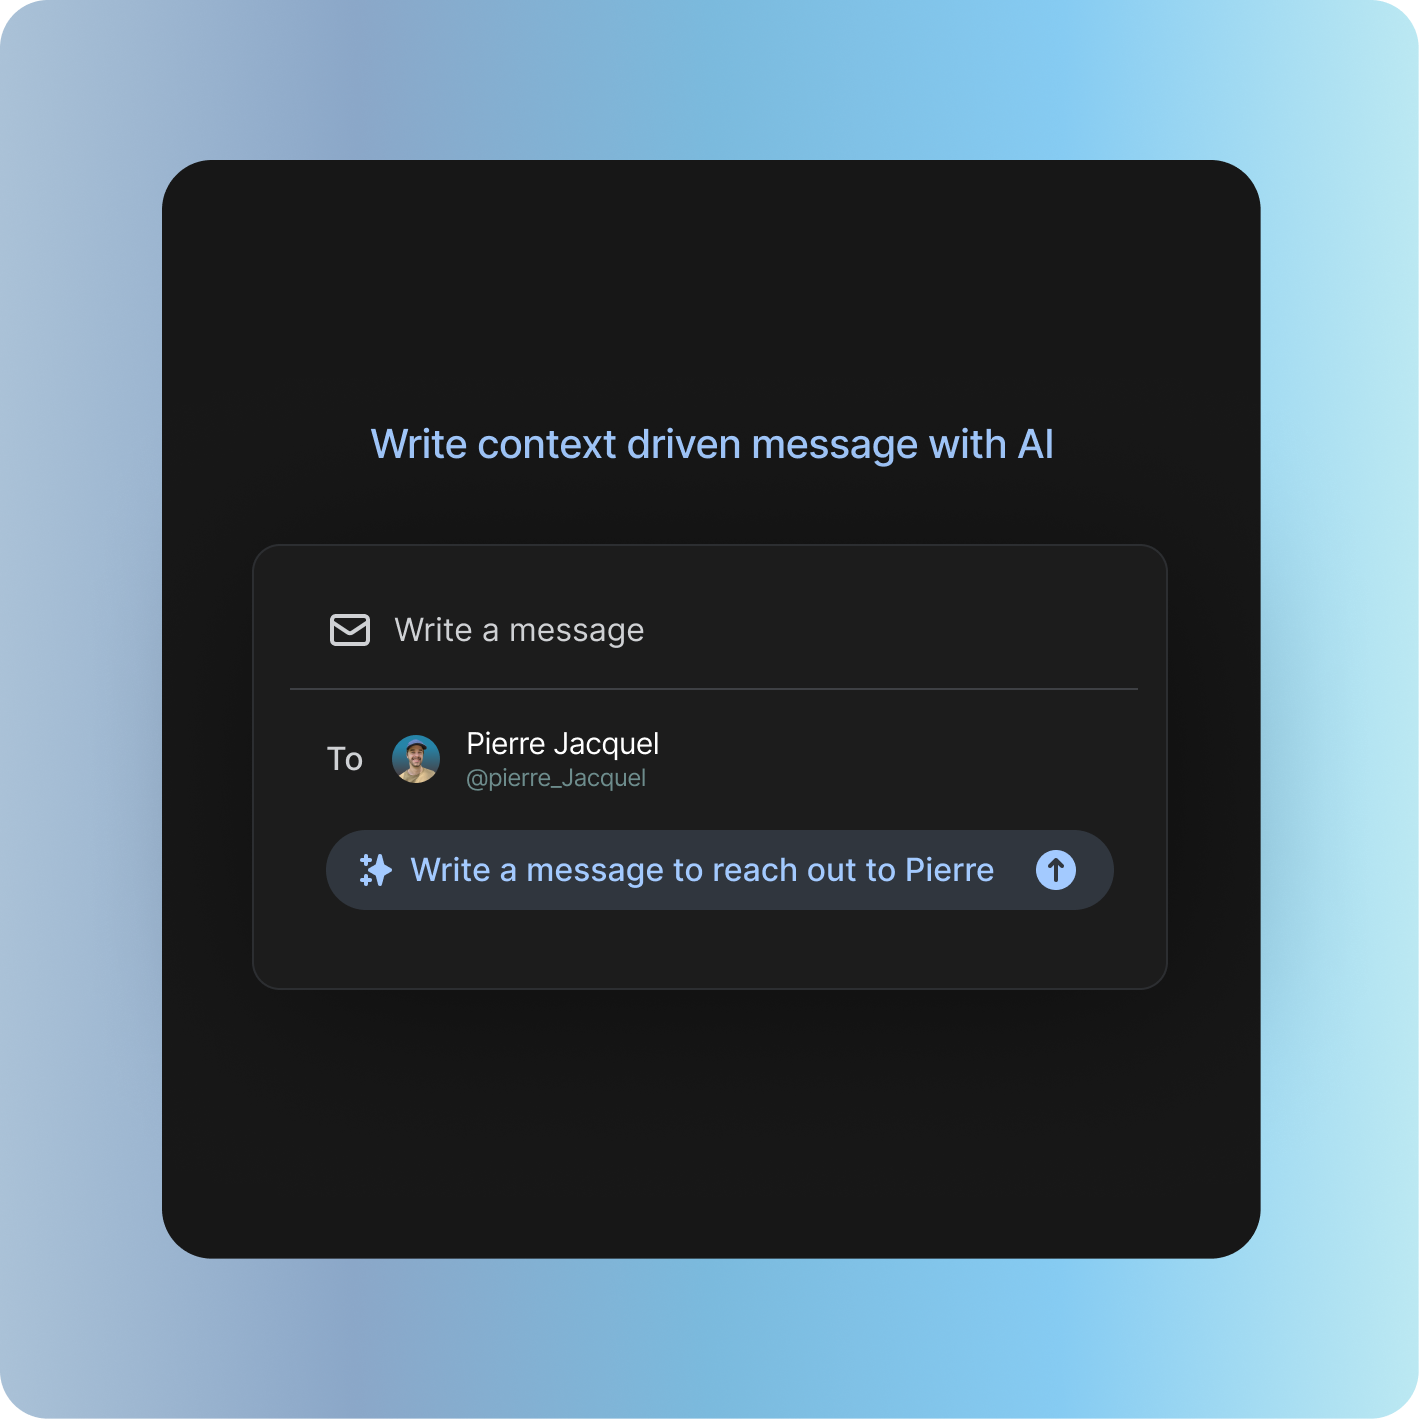 Write context driven message with AI
Write a message
To
Pierre Jacquel
@pierre_Jacquel
Write a message to reach out to Pierre